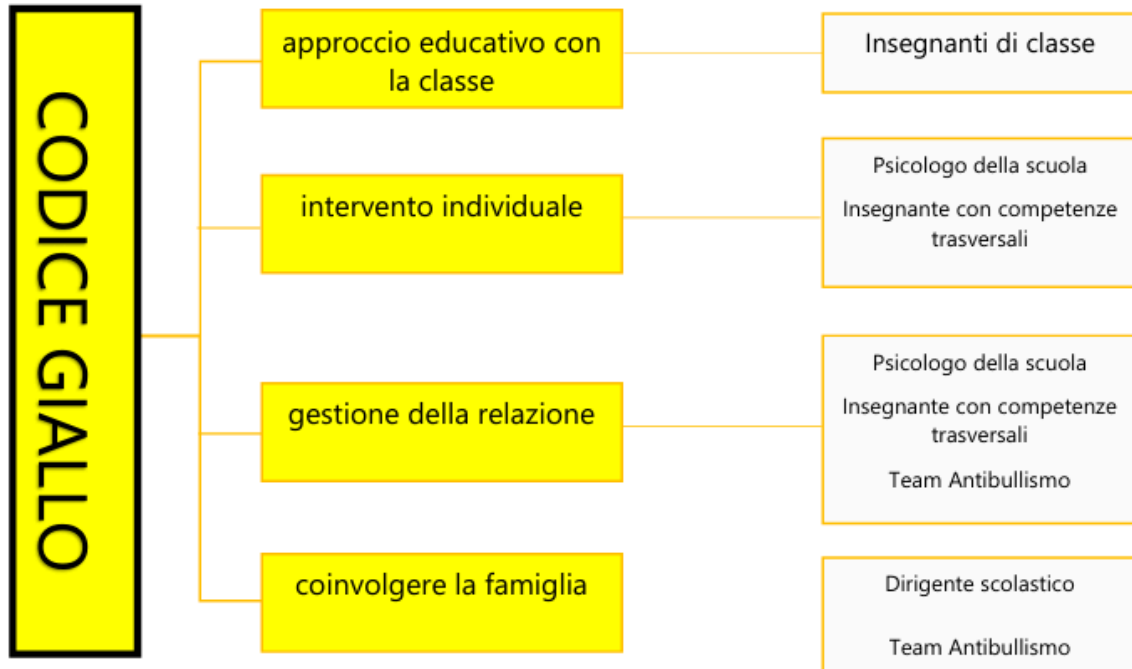 CODICE GIALLO
approccio educativo con
la classe
Insegnanti di classe
intervento individuale
Psicologo della scuola
Insegnante con competenze
trasversali
gestione della relazione
Psicologo della scuola
Insegnante con competenze
trasversali
Team Antibullismo
coinvolgere la famiglia
Dirigente scolastico
Team Antibullismo